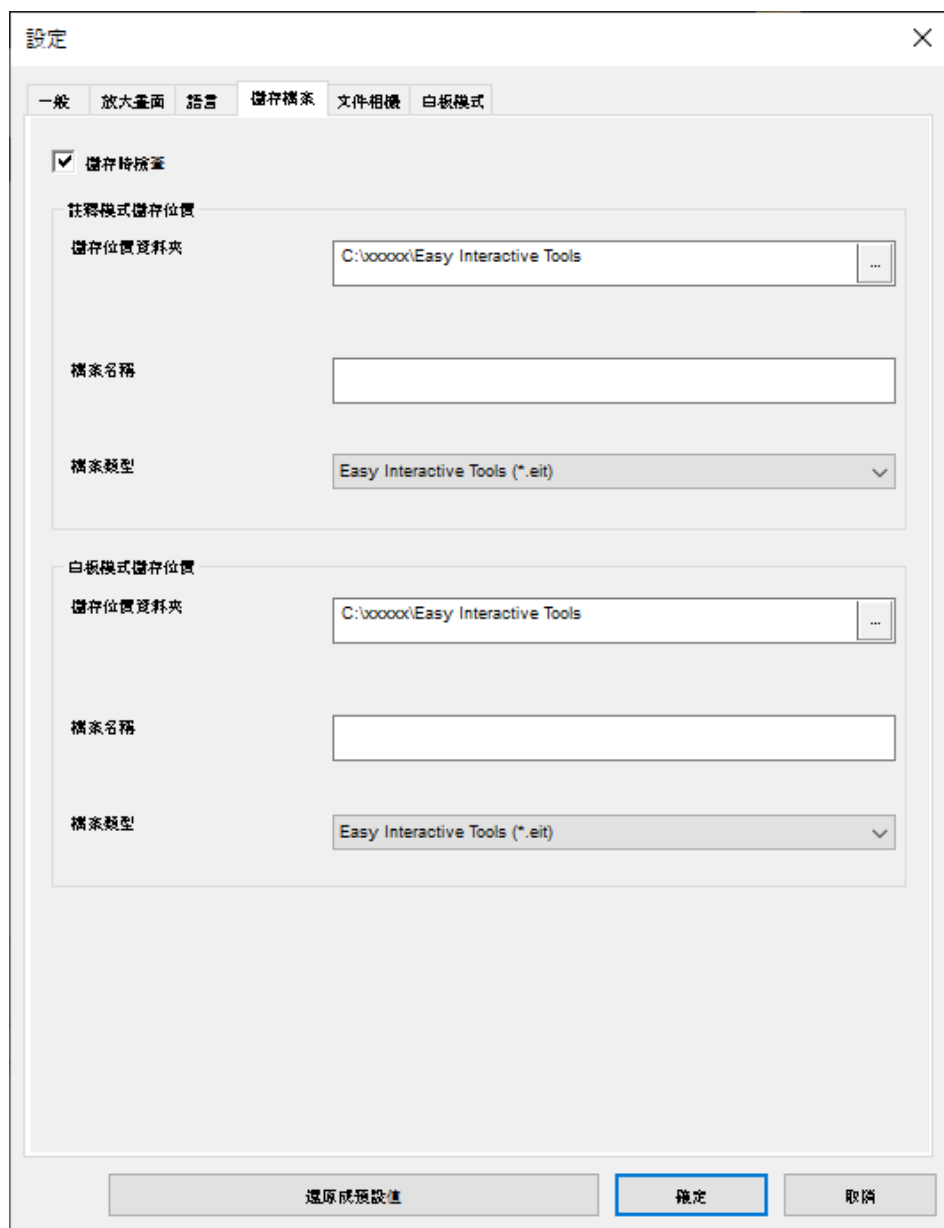 設定
一般 放大畫面 語言 儲存檔案 文件相機 白板模式
儲存時檢查
註釋模式儲存位置
儲存位置資料夾 C:\xxxxx\Easy Interactive Tools ...
檔案名稱
檔案類型 Easy Interactive Tools (*.eit)
白板模式儲存位置
儲存位置資料夾 C:\xxxxx\Easy Interactive Tools ...
檔案名稱
檔案類型 Easy Interactive Tools (*.eit)
還原成預設值 確定 取消